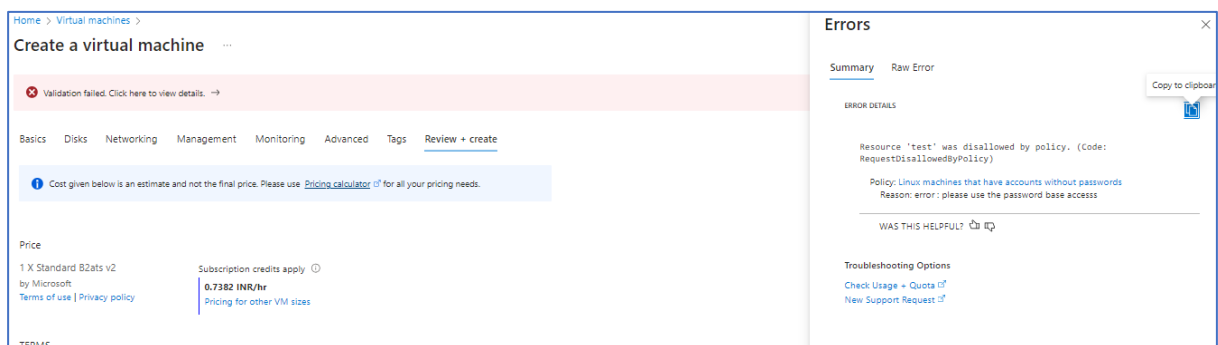 Home > Virtual machines >
Create a virtual machine ...
Validation failed. Click here to view details. →
Basics Disks Networking Management Monitoring Advanced Tags Review + create
Cost given below is an estimate and not the final price. Please use Pricing calculator for all your pricing needs.
Price
1 X Standard B2ats v2
by Microsoft
Terms of use | Privacy policy
Subscription credits apply
0.7382 INR/hr
Pricing for other VM sizes
TERMS
Errors
Summary Raw Error
Copy to clipboar
ERROR DETAILS
Resource 'test' was disallowed by policy. (Code:
RequestDisallowedByPolicy)
Policy: Linux machines that have accounts without passwords
Reason: error : please use the password base accesss
WAS THIS HELPFUL?
Troubleshooting Options
Check Usage + Quota
New Support Request